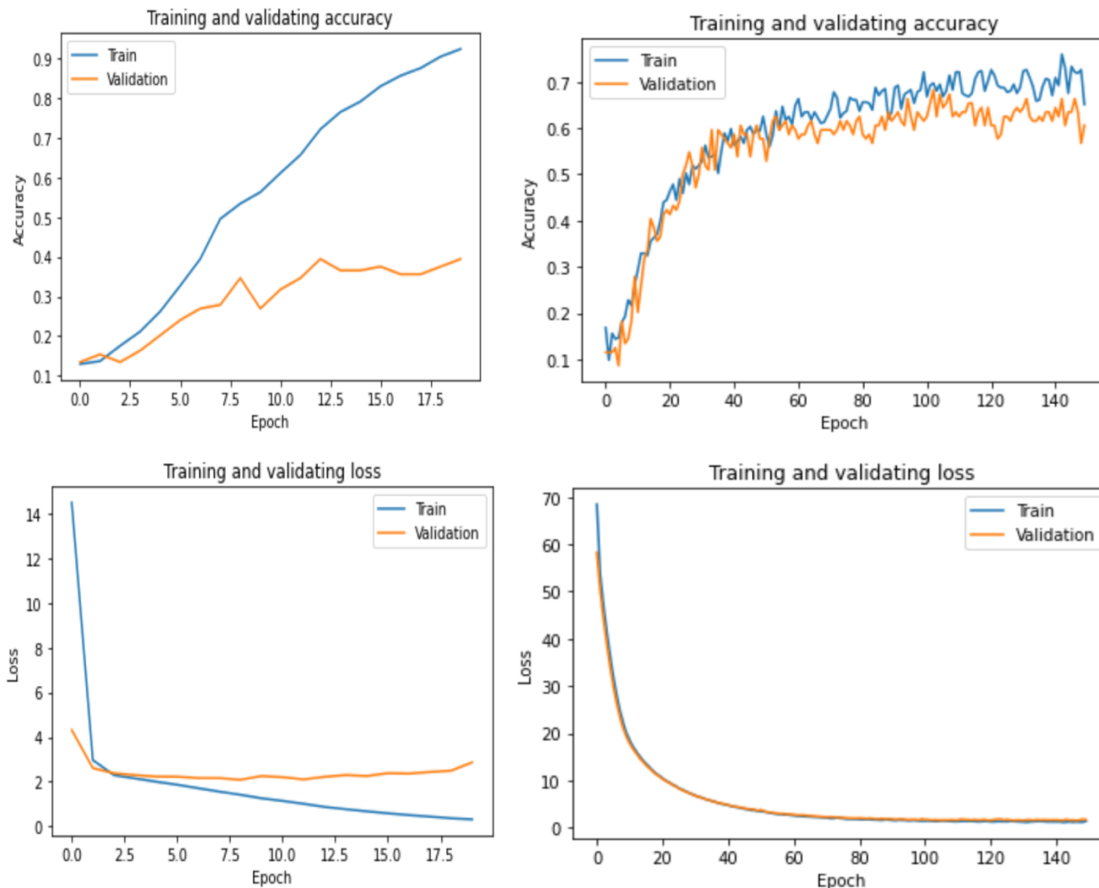 Training and validating accuracy
Train
Validation
0.9
0.8
0.7
0.6
0.5
0.4
0.3
0.2
0.1
Accuracy
0.0 2.5 5.0 7.5 10.0 12.5 15.0 17.5
Epoch
Training and validating accuracy
Train
Validation
0.7
0.6
0.5
0.4
0.3
0.2
0.1
Accuracy
0 20 40 60 80 100 120 140
Epoch
Training and validating loss
Train
Validation
14
12
10
8
6
4
2
0
Loss
0.0 2.5 5.0 7.5 10.0 12.5 15.0 17.5
Epoch
Training and validating loss
Train
Validation
70
60
50
40
30
20
10
0
Loss
0 20 40 60 80 100 120 140
Epoch